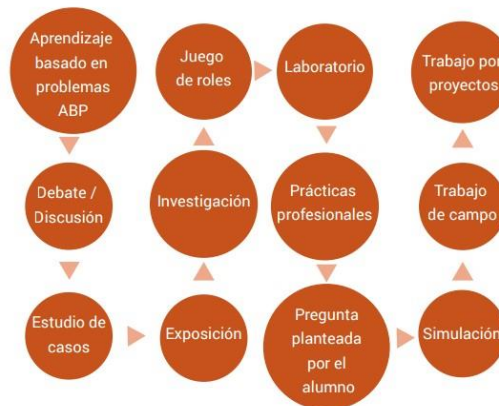 Aprendizaje
basado en
problemas
ABP
Debate /
Discusión
Estudio de
casos
Exposición
Investigación
Juego
de roles
Laboratorio
Prácticas
profesionales
Pregunta
planteada
por el
alumno
Simulación
Trabajo
de campo
Trabajo por
proyectos